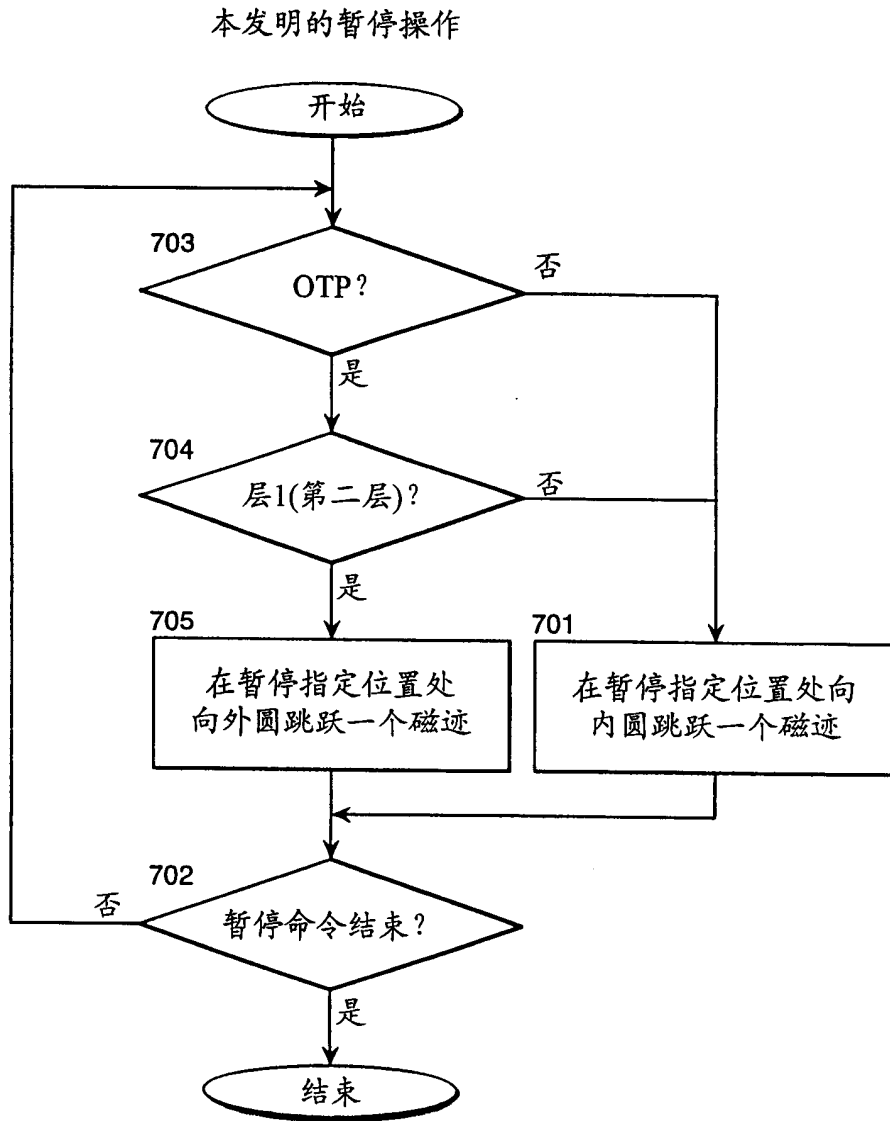 本发明的暂停操作
开始
703
OTP?
否
是
704
层1(第二层)?
否
是
705
在暂停指定位置处
向外圆跳跃一个磁迹
701
在暂停指定位置处向
内圆跳跃一个磁迹
702
暂停命令结束?
否
是
结束